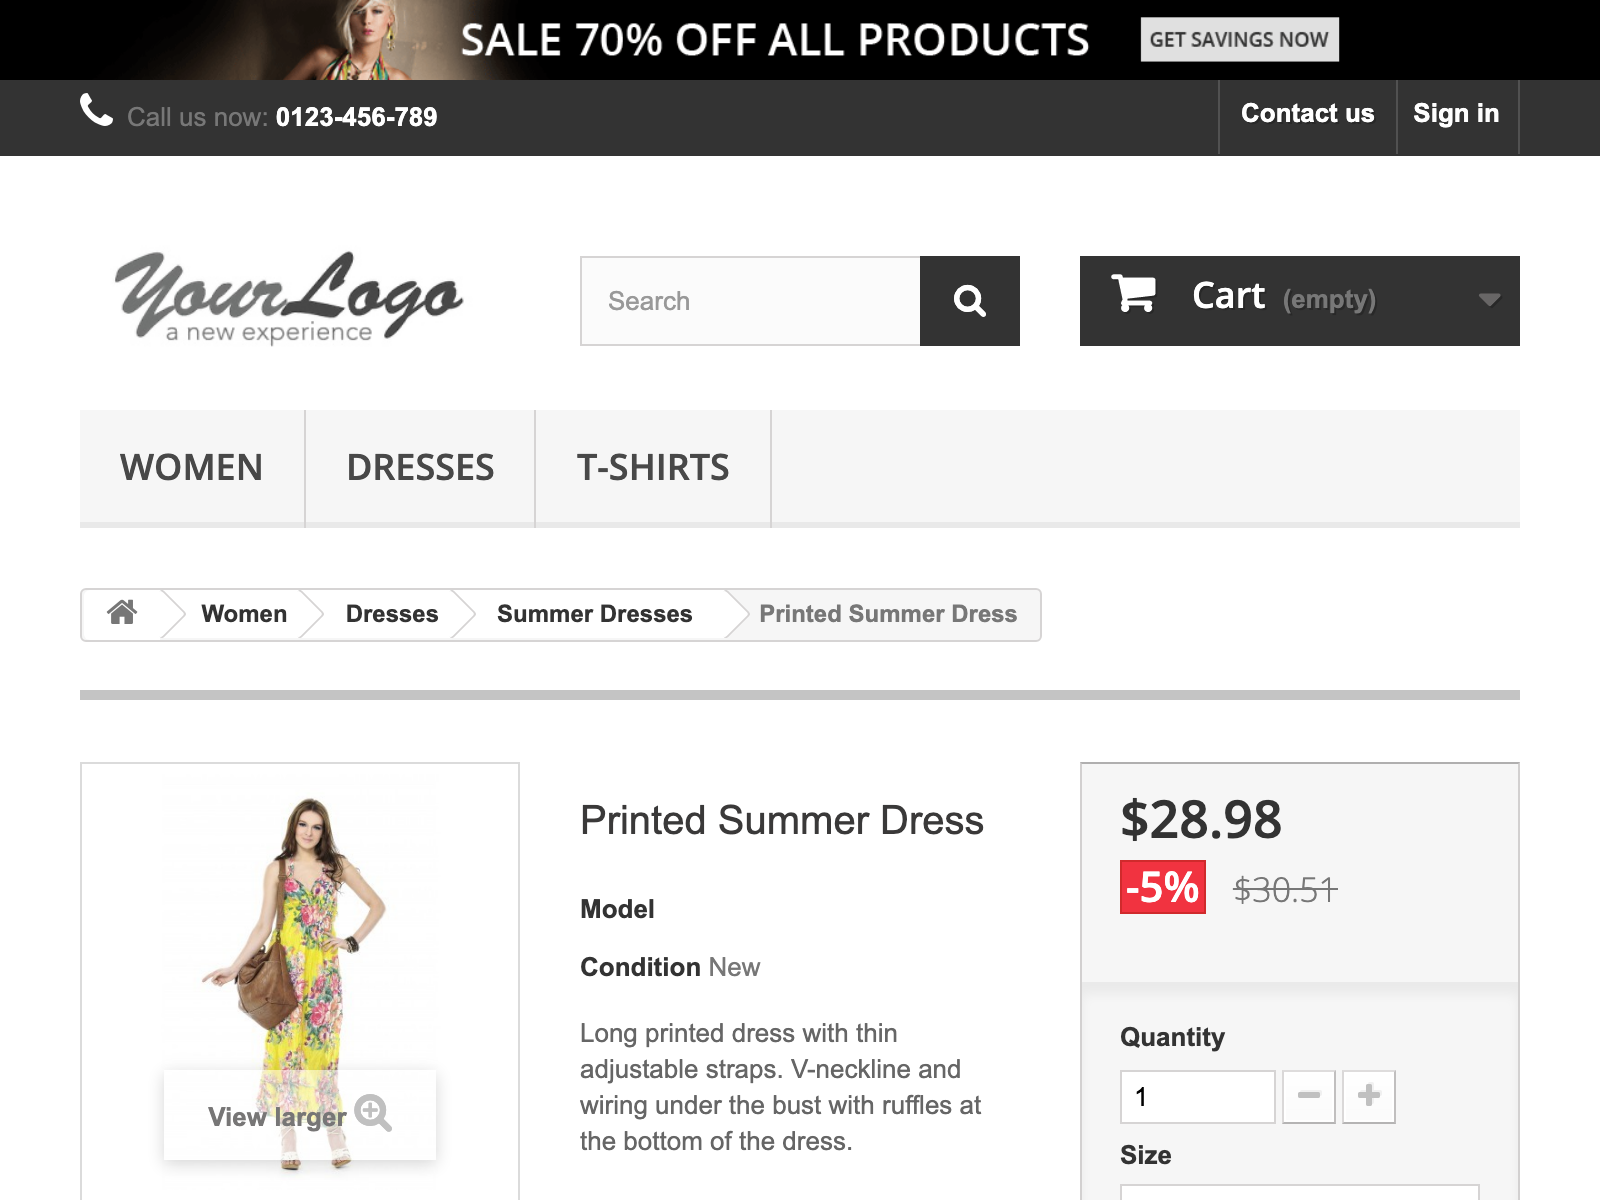 SALE 70% OFF ALL PRODUCTS
GET SAVINGS NOW
Call us now: 0123-456-789
Contact us
Sign in
YourLogo
a new experience
Search
Cart (empty)
WOMEN
DRESSES
T-SHIRTS
Women
Dresses
Summer Dresses
Printed Summer Dress
View larger
Printed Summer Dress
Model
Condition New
Long printed dress with thin
adjustable straps. V-neckline and
wiring under the bust with ruffles at
the bottom of the dress.
$28.98
-5% $30.51
Quantity
1
Size